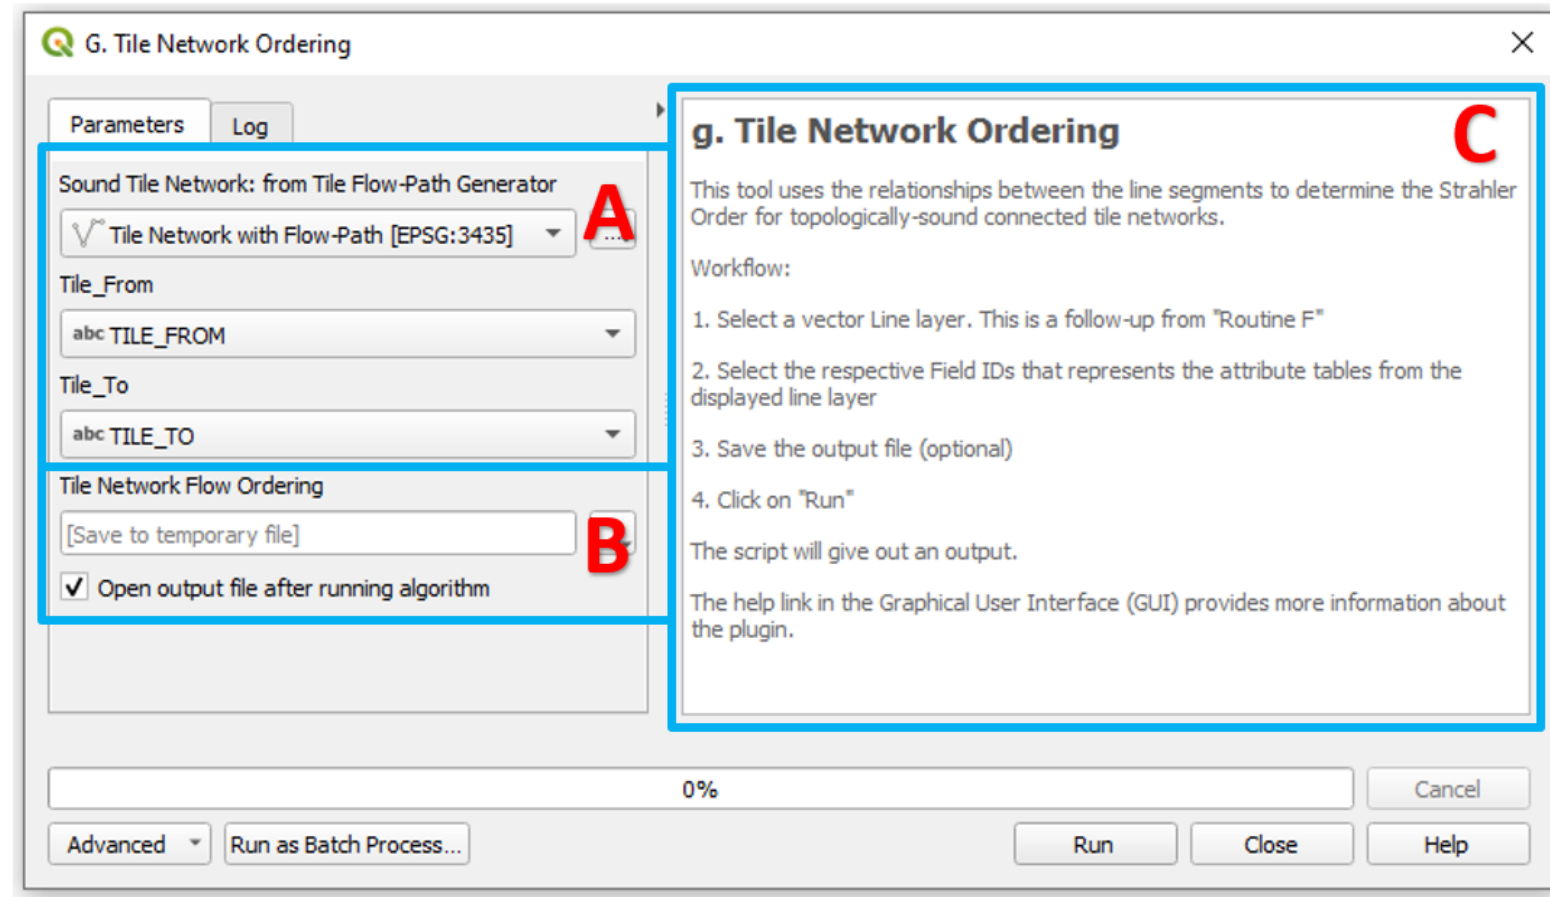 G. Tile Network Ordering
Parameters
Log
Sound Tile Network: from Tile Flow-Path Generator
Tile Network with Flow-Path [EPSG:3435]
...
A
Tile_From
abc TILE_FROM
Tile_To
abc TILE_TO
Tile Network Flow Ordering
[Save to temporary file]
B
Open output file after running algorithm
C
g. Tile Network Ordering
This tool uses the relationships between the line segments to determine the Strahler
Order for topologically-sound connected tile networks.
Workflow:
1. Select a vector Line layer. This is a follow-up from "Routine F"
2. Select the respective Field IDs that represents the attribute tables from the
displayed line layer
3. Save the output file (optional)
4. Click on "Run"
The script will give out an output.
The help link in the Graphical User Interface (GUI) provides more information about
the plugin.
0%
Cancel
Advanced
Run as Batch Process...
Run
Close
Help